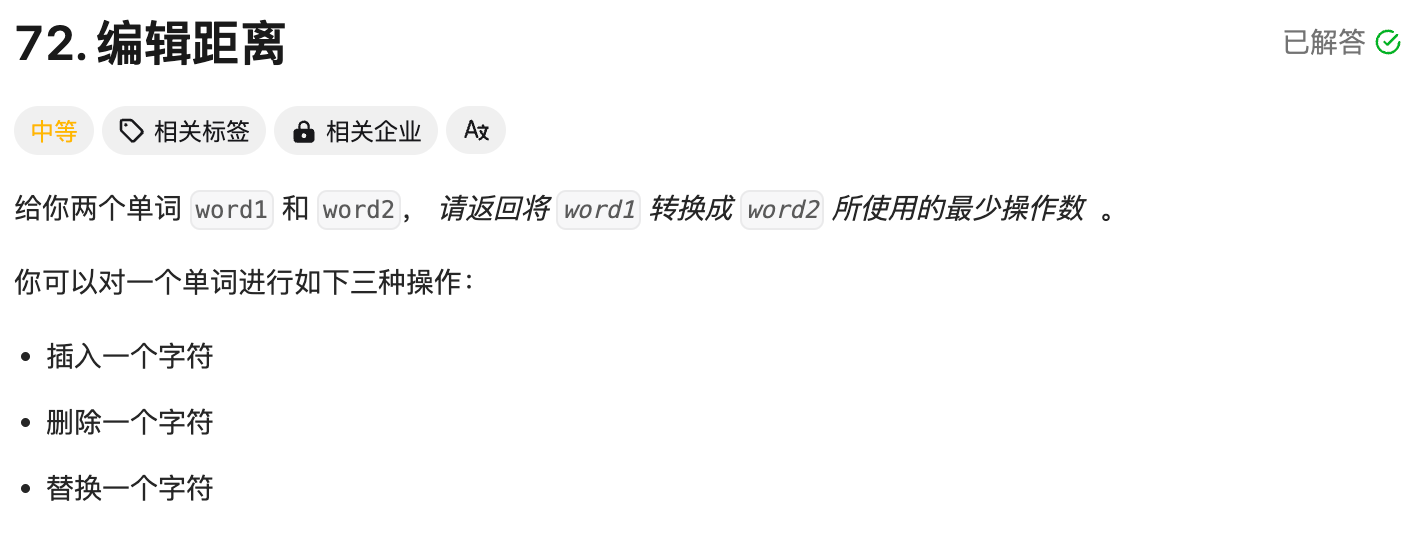 72. 编辑距离
已解答
中等 相关标签 相关企业 A文
给你两个单词 word1 和 word2， 请返回将 word1 转换成 word2 所使用的最少操作数 。
你可以对一个单词进行如下三种操作：
• 插入一个字符
• 删除一个字符
• 替换一个字符